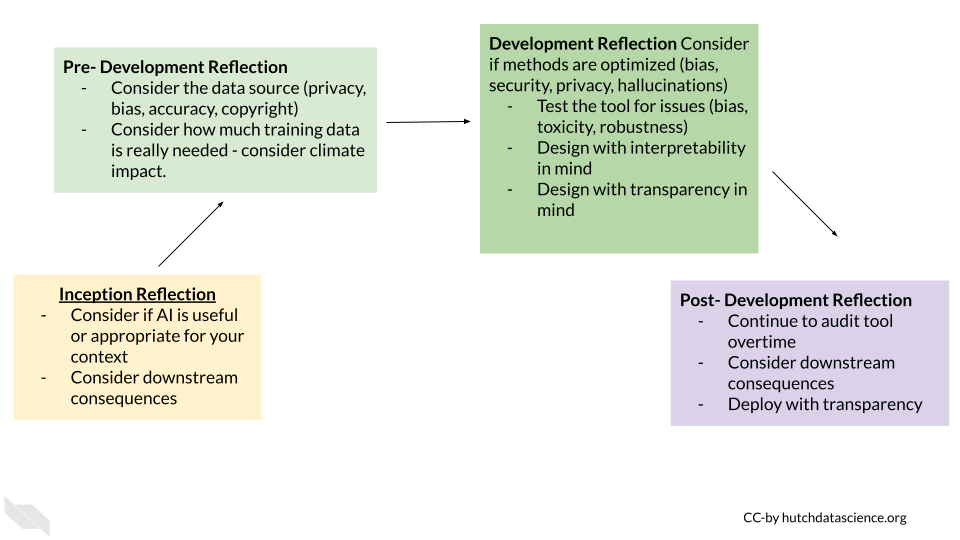 Pre- Development Reflection
- Consider the data source (privacy,
bias, accuracy, copyright)
- Consider how much training data
is really needed - consider climate
impact.
Development Reflection Consider
if methods are optimized (bias,
security, privacy, hallucinations)
- Test the tool for issues (bias,
toxicity, robustness)
- Design with interpretability
in mind
- Design with transparency in
mind
Inception Reflection
- Consider if AI is useful
or appropriate for your
context
- Consider downstream
consequences
Post- Development Reflection
- Continue to audit tool
overtime
- Consider downstream
consequences
- Deploy with transparency
CC-by hutchdatascience.org